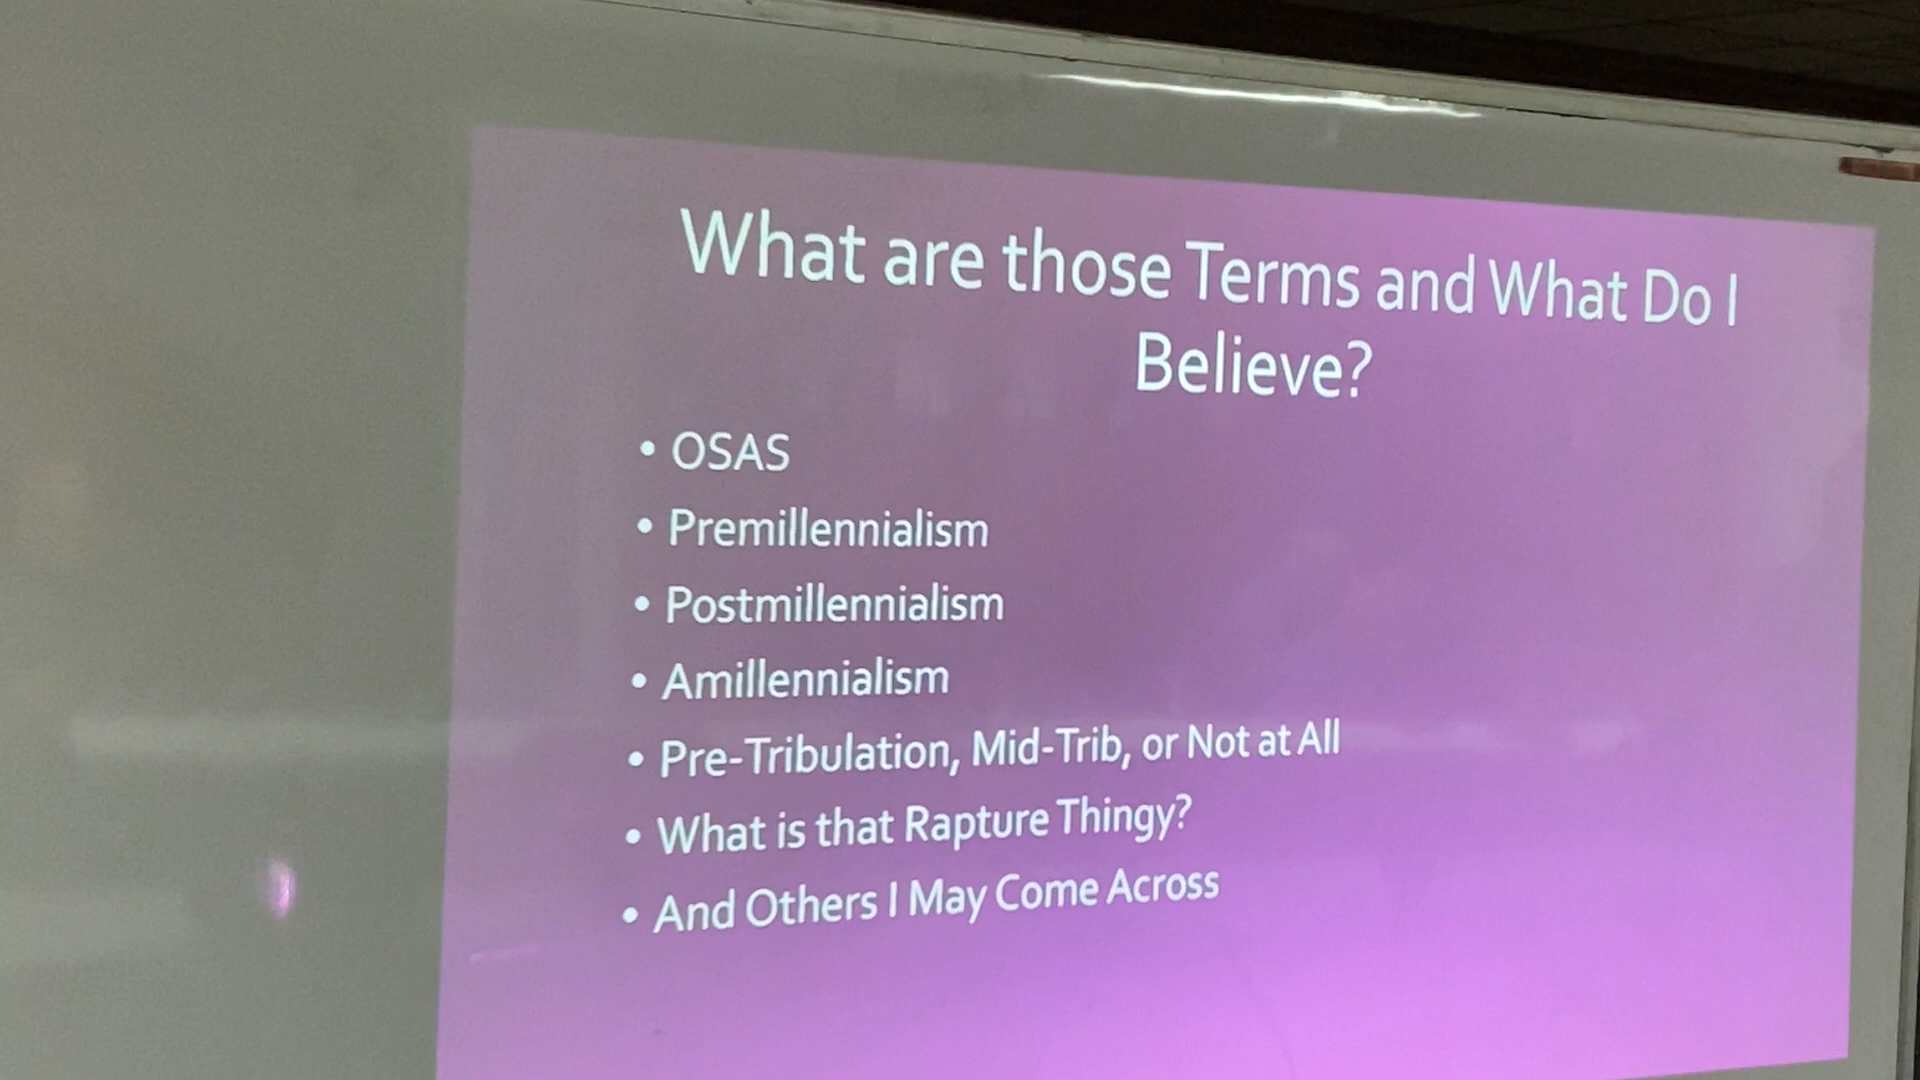 What are those Terms and What Do I
Believe?
• OSAS
• Premillennialism
• Postmillennialism
• Amillennialism
• Pre-Tribulation, Mid-Trib, or Not at All
• What is that Rapture Thingy?
• And Others I May Come Across